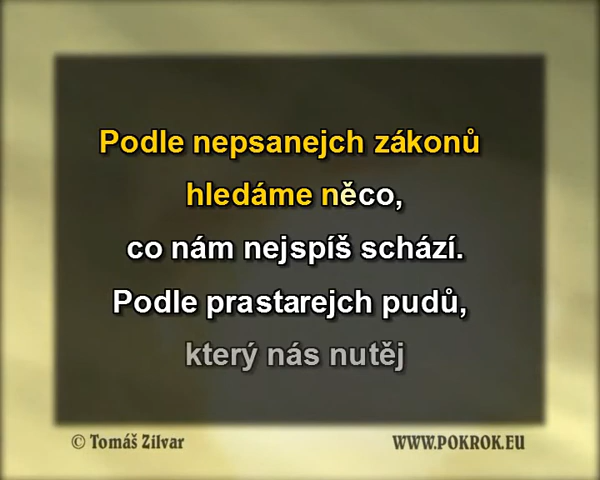 Podle nepsanejch zákonů
hledáme něco,
co nám nejspíš schází.
Podle prastarejch pudů,
který nás nutěj
© Tomáš Zilvar
WWW.POKROK.EU